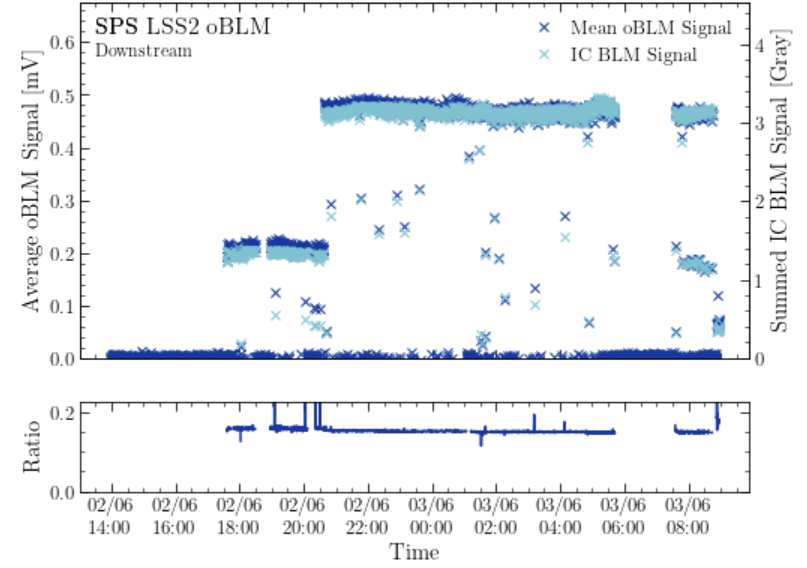 SPS LSS2 oBLM
Downstream
Mean oBLM Signal
IC BLM Signal
Average oBLM Signal [mV]
0.6
0.5
0.4
0.3
0.2
0.1
0.0
Summed IC BLM Signal [Gray]
4
3
2
1
0
Ratio
0.2
0.0
02/06 02/06 02/06 02/06 02/06 03/06 03/06 03/06 03/06 03/06
14:00 16:00 18:00 20:00 22:00 00:00 02:00 04:00 06:00 08:00
Time